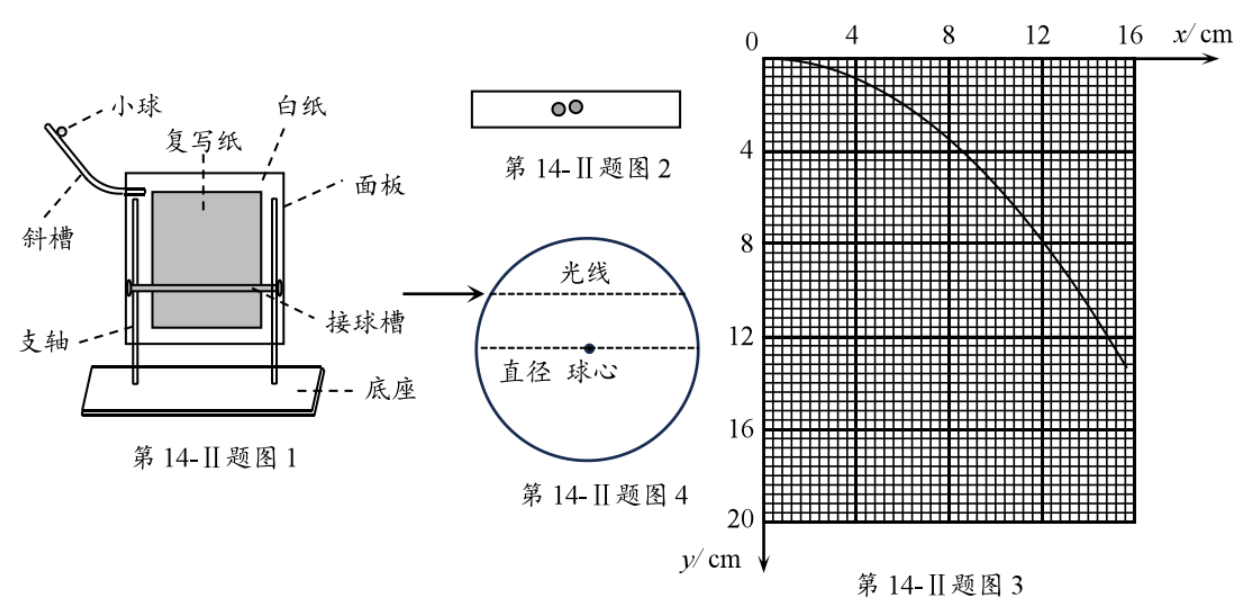 小球
白纸
复写纸
面板
斜槽
接球槽
支轴
底座
第 14-Ⅱ题图 1
第 14-Ⅱ题图 2
光线
直径 球心
第 14-Ⅱ题图 4
0 4 8 12 16 x/ cm
4
8
12
16
20
y/ cm
第 14-Ⅱ题图 3